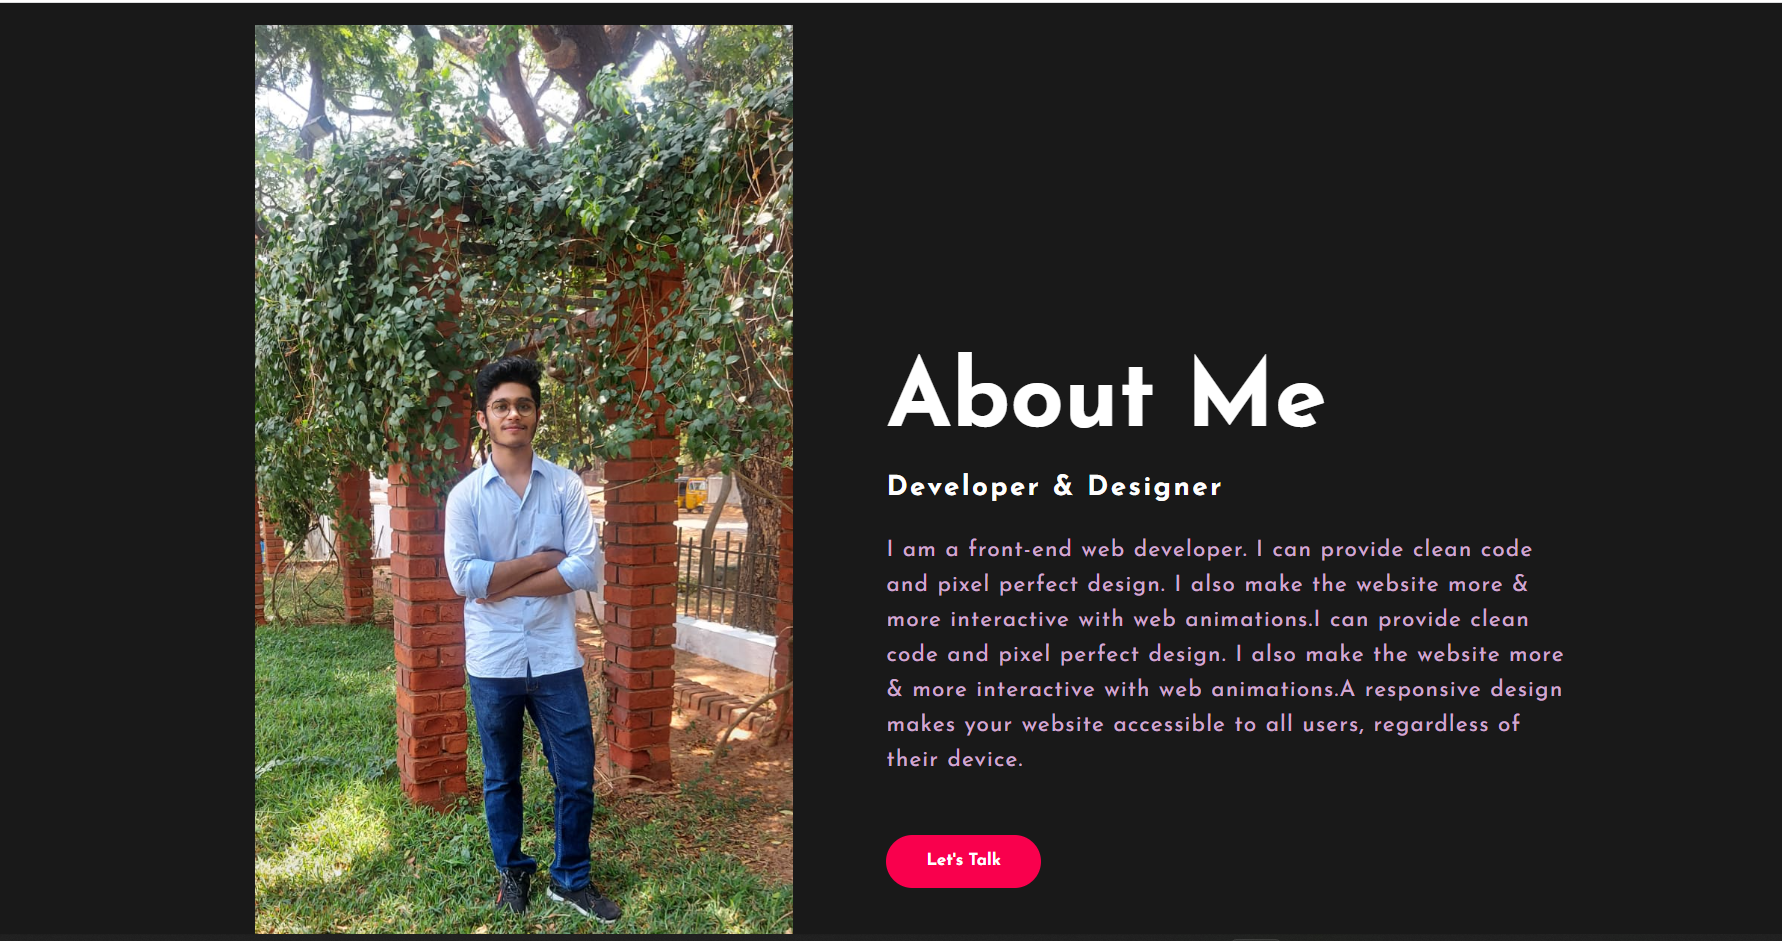 About Me
Developer & Designer
I am a front-end web developer. I can provide clean code
and pixel perfect design. I also make the website more &
more interactive with web animations.I can provide clean
code and pixel perfect design. I also make the website more
& more interactive with web animations.A responsive design
makes your website accessible to all users, regardless of
their device.
Let's Talk